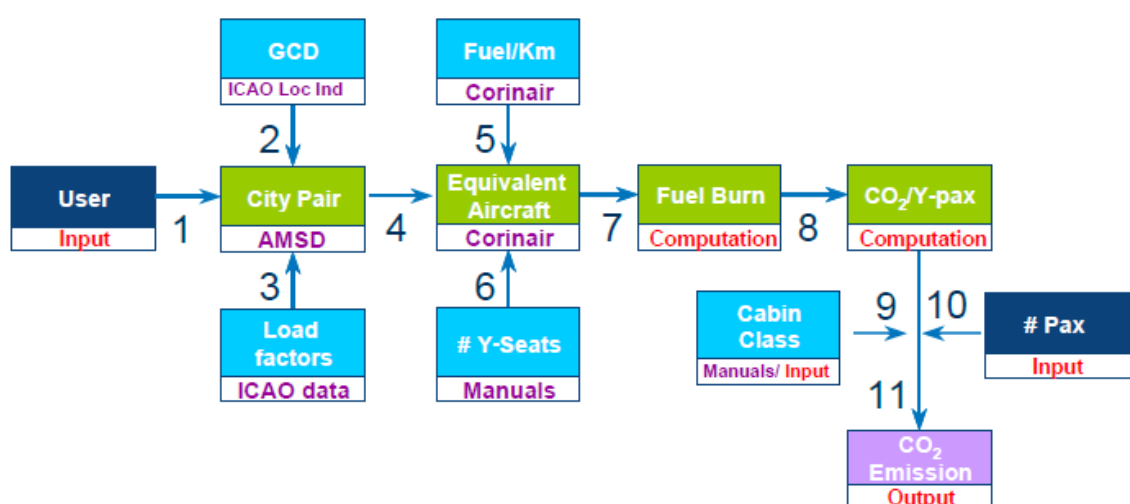 GCD
ICAO Loc Ind
Fuel/Km
Corinair
2
5
User
Input
1
City Pair
AMSD
4
Equivalent
Aircraft
Corinair
7
Fuel Burn
Computation
8
CO₂/Y-pax
Computation
3
Load
factors
ICAO data
6
# Y-Seats
Manuals
Cabin
Class
Manuals/ Input
9
10
# Pax
Input
11
CO₂
Emission
Output